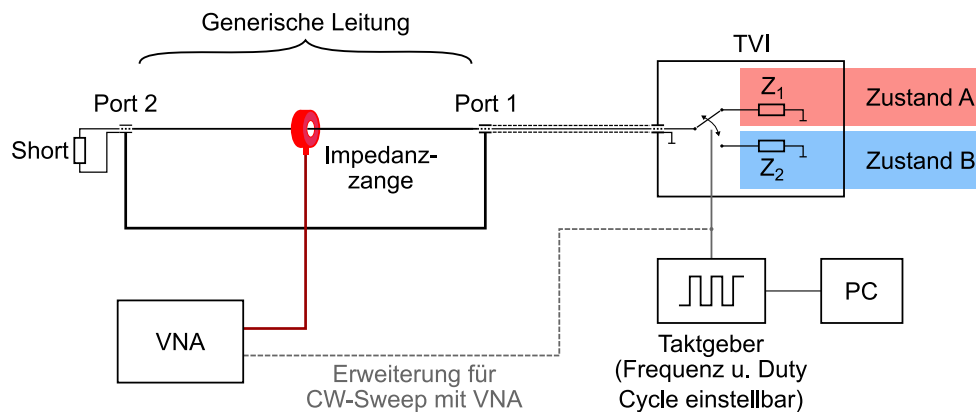 Generische Leitung
TVI
Port 2
Port 1
Z1
Zustand A
Short
Impedanz-
zange
Z2
Zustand B
VNA
PC
Erweiterung für
CW-Sweep mit VNA
Taktgeber
(Frequenz u. Duty
Cycle einstellbar)